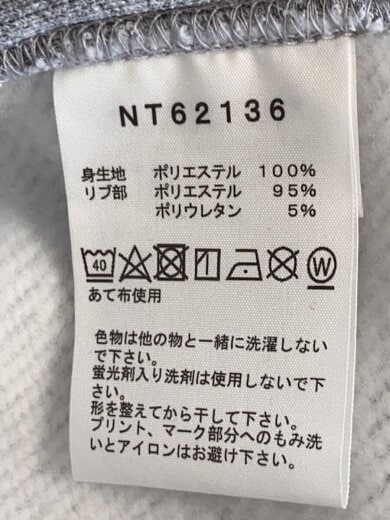 NT62136
身生地 ポリエステル 100%
リブ部 ポリエステル 95%
ポリウレタン 5%
40 W
あて布使用
色物は他の物と一緒に洗濯しない
で下さい。
蛍光剤入り洗剤は使用しないで下
さい。
形を整えてから干して下さい。
プリント、マーク部分へのもみ洗
いとアイロンはお避け下さい。